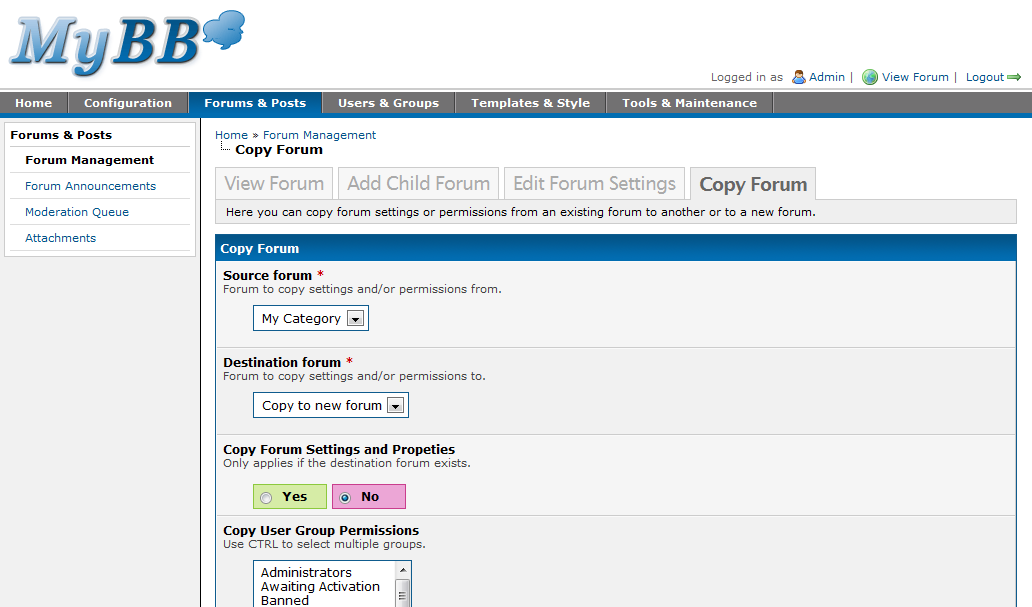 MyBB
Logged in as Admin | View Forum | Logout
Home Configuration Forums & Posts Users & Groups Templates & Style Tools & Maintenance
Forums & Posts
Forum Management
Forum Announcements
Moderation Queue
Attachments
Home » Forum Management
Copy Forum
View Forum Add Child Forum Edit Forum Settings Copy Forum
Here you can copy forum settings or permissions from an existing forum to another or to a new forum.
Copy Forum
Source forum *
Forum to copy settings and/or permissions from.
My Category
Destination forum *
Forum to copy settings and/or permissions to.
Copy to new forum
Copy Forum Settings and Propeties
Only applies if the destination forum exists.
Yes No
Copy User Group Permissions
Use CTRL to select multiple groups.
Administrators
Awaiting Activation
Banned